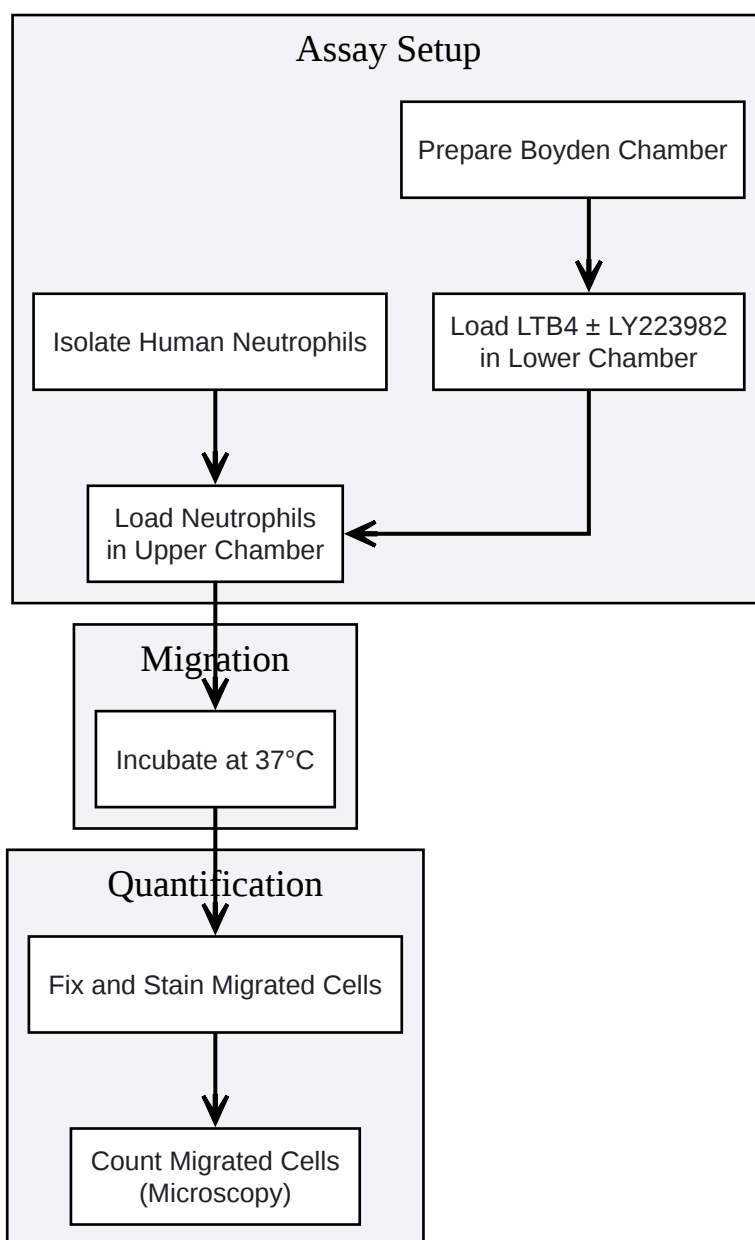 Assay Setup
Prepare Boyden Chamber
Isolate Human Neutrophils
Load LTB4 ± LY223982
in Lower Chamber
Load Neutrophils
in Upper Chamber
Migration
Incubate at 37°C
Quantification
Fix and Stain Migrated Cells
Count Migrated Cells
(Microscopy)